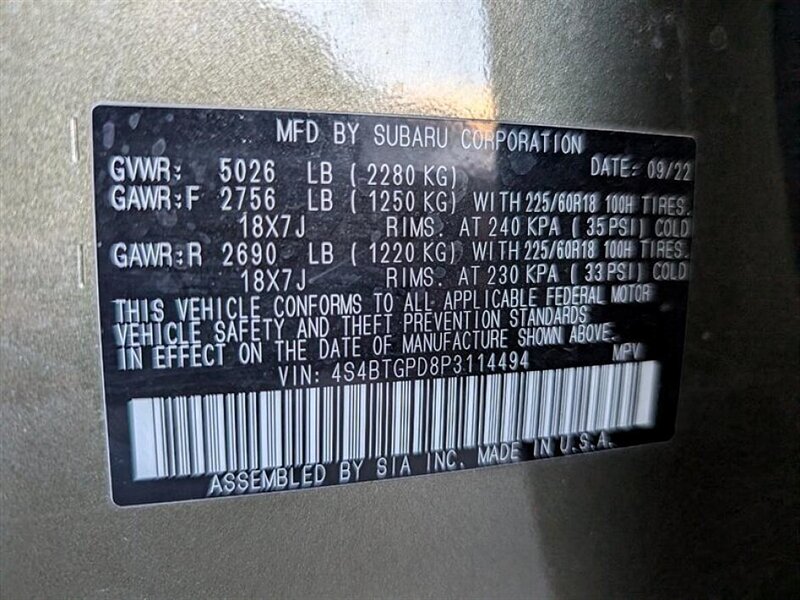 MFD BY SUBARU CORPORATION
GVWR: 5026 LB ( 2280 KG) DATE: 09/22
GAWR:F 2756 LB ( 1250 KG) WITH 225/60R18 100H TIRES.
18X7J RIMS. AT 240 KPA ( 35 PSI) COLD
GAWR:R 2690 LB ( 1220 KG) WITH 225/60R18 100H TIRES.
18X7J RIMS. AT 230 KPA ( 33 PSI) COLD
THIS VEHICLE CONFORMS TO ALL APPLICABLE FEDERAL MOTOR
VEHICLE SAFETY AND THEFT PREVENTION STANDARDS
IN EFFECT ON THE DATE OF MANUFACTURE SHOWN ABOVE.
VIN: 4S4BTGPD8P3114494 MPV
ASSEMBLED BY SIA INC. MADE IN U.S.A.